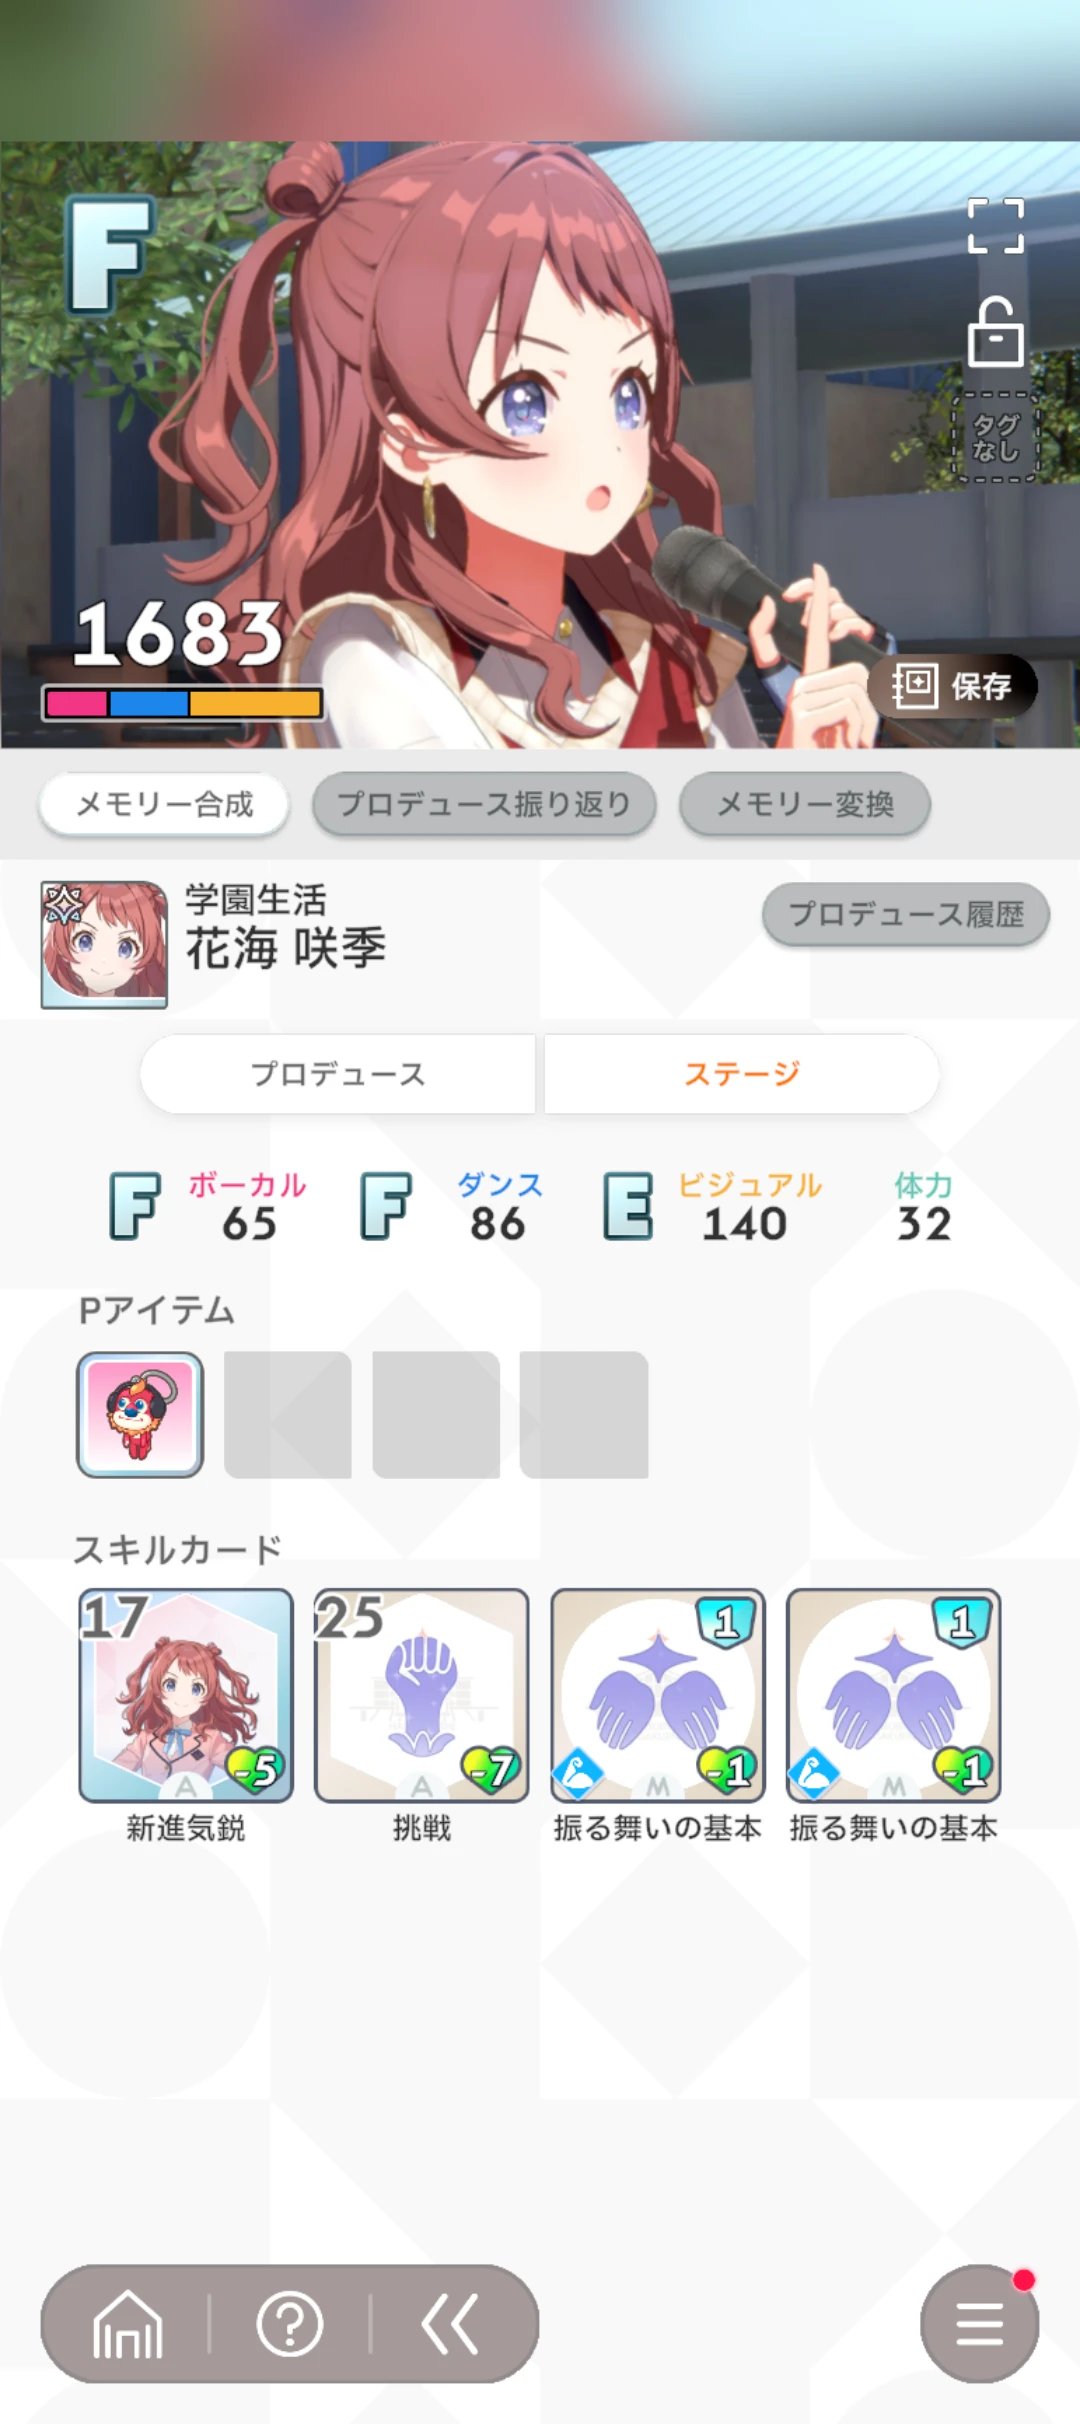 F
タグ
なし
1683
保存
メモリー合成
プロデュース振り返り
メモリー変換
学園生活
花海 咲季
プロデュース履歴
プロデュース
ステージ
F ボーカル 65
F ダンス 86
E ビジュアル 140
体力 32
Pアイテム
スキルカード
17 A -5
25 A -7
1 M -1
1 M -1
新進気鋭
挑戦
振る舞いの基本
振る舞いの基本